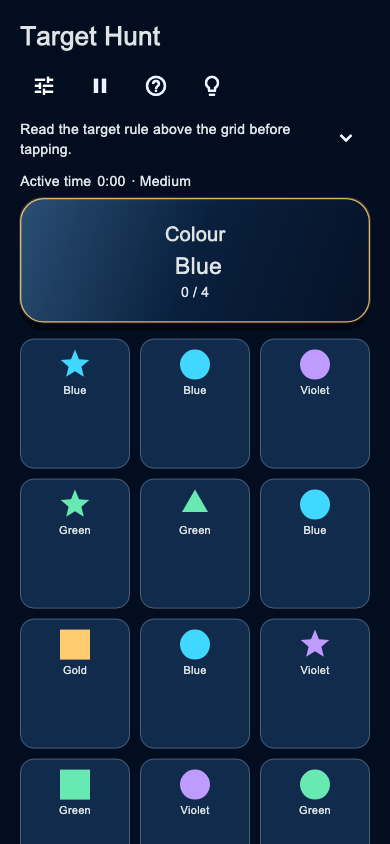 Target Hunt
Read the target rule above the grid before
tapping.
Active time 0:00 · Medium
Colour
Blue
0 / 4
Blue
Blue
Violet
Green
Green
Blue
Gold
Blue
Violet
Green
Violet
Green